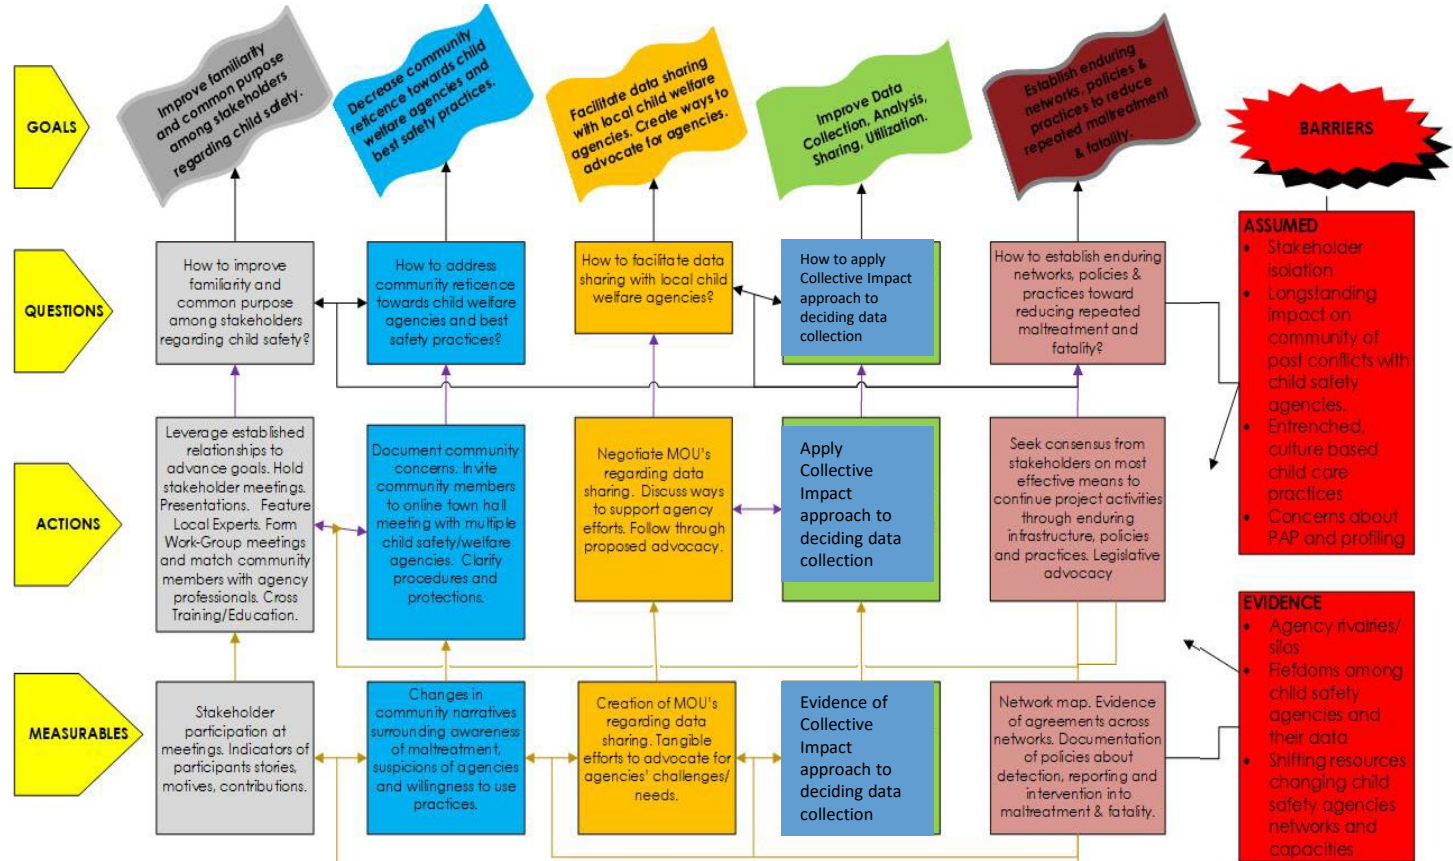 GOALS
Improve familiarity
and common purpose
among stakeholders
regarding child safety.
Decrease community
reticence towards child
welfare agencies and
best safety practices.
Facilitate data sharing
with local child welfare
agencies. Create ways to
advocate for agencies.
Improve Data
Collection, Analysis,
Sharing, Utilization.
Establish enduring
networks, policies &
practices to reduce
repeated maltreatment
& fatality.
BARRIERS
QUESTIONS
How to improve
familiarity and
common purpose
among stakeholders
regarding child safety?
How to address
community reticence
towards child welfare
agencies and best
safety practices?
How to facilitate data
sharing with local child
welfare agencies?
How to apply
Collective Impact
approach to
deciding data
collection
How to establish enduring
networks, policies &
practices toward
reducing repeated
maltreatment and
fatality?
ASSUMED
• Stakeholder
isolation
• Longstanding
impact on
community of
past conflicts with
child safety
agencies.
• Entrenched,
culture based
child care
practices
• Concerns about
PAP and profiling
ACTIONS
Leverage established
relationships to
advance goals. Hold
stakeholder meetings.
Presentations. Feature
Local Experts. Form
Work-Group meetings
and match community
members with agency
professionals. Cross
Training/Education.
Document community
concerns. Invite
community members
to online town hall
meeting with multiple
child safety/welfare
agencies. Clarify
procedures and
protections.
Negotiate MOU's
regarding data
sharing. Discuss ways
to support agency
efforts. Follow through
proposed advocacy.
Apply
Collective
Impact
approach to
deciding data
collection
Seek consensus from
stakeholders on most
effective means to
continue project activities
through enduring
infrastructure, policies
and practices. Legislative
advocacy
MEASURABLES
Stakeholder
participation at
meetings. Indicators of
participants stories,
motives, contributions.
Changes in
community narratives
surrounding awareness
of maltreatment,
suspicions of agencies
and willingness to use
practices.
Creation of MOU's
regarding data
sharing. Tangible
efforts to advocate for
agencies' challenges/
needs.
Evidence of
Collective
Impact
approach to
deciding data
collection
Network map. Evidence
of agreements across
networks. Documentation
of policies about
detection, reporting and
intervention into
maltreatment & fatality.
EVIDENCE
• Agency rivalries/
silos
• Fiefdoms among
child safety
agencies and
their data
• Shifting resources
changing child
safety agencies
networks and
capacities